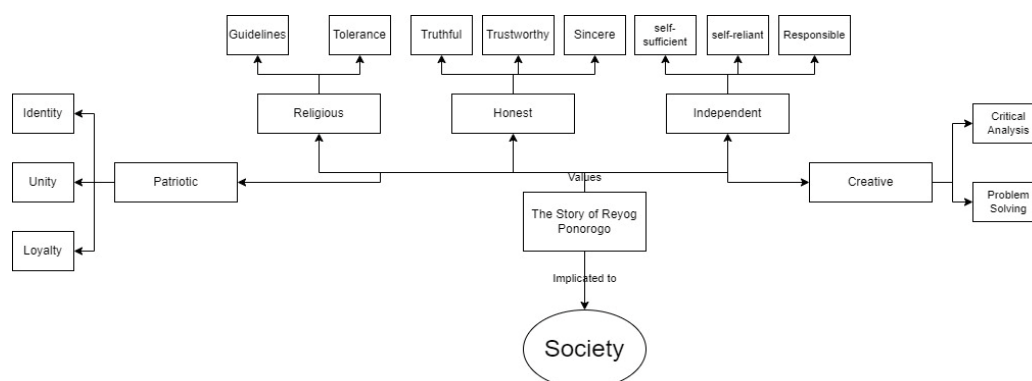 Guidelines
Tolerance
Truthful
Trustworthy
Sincere
self-
sufficient
self-reliant
Responsible
Identity
Religious
Honest
Independent
Critical
Analysis
Unity
Patriotic
Values
Creative
Problem
Solving
The Story of Reyog
Ponorogo
Loyalty
Implicated to
Society